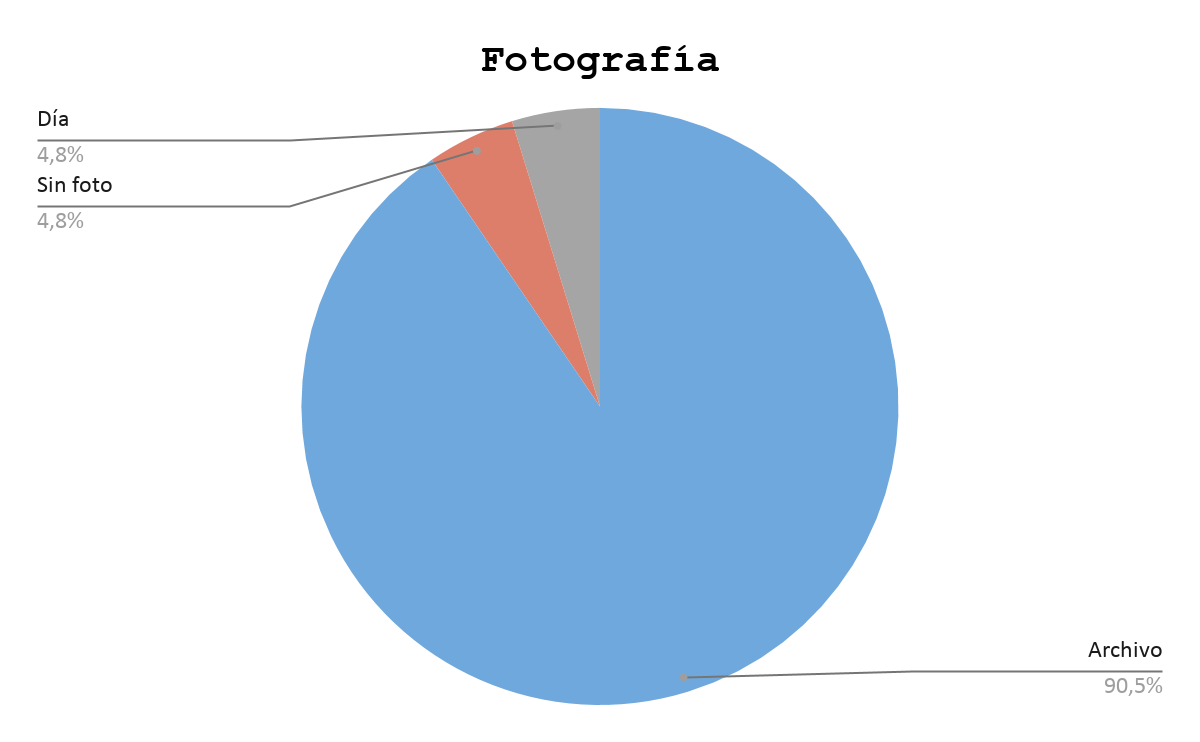 Fotografía
Día
4,8%
Sin foto
4,8%
Archivo
90,5%